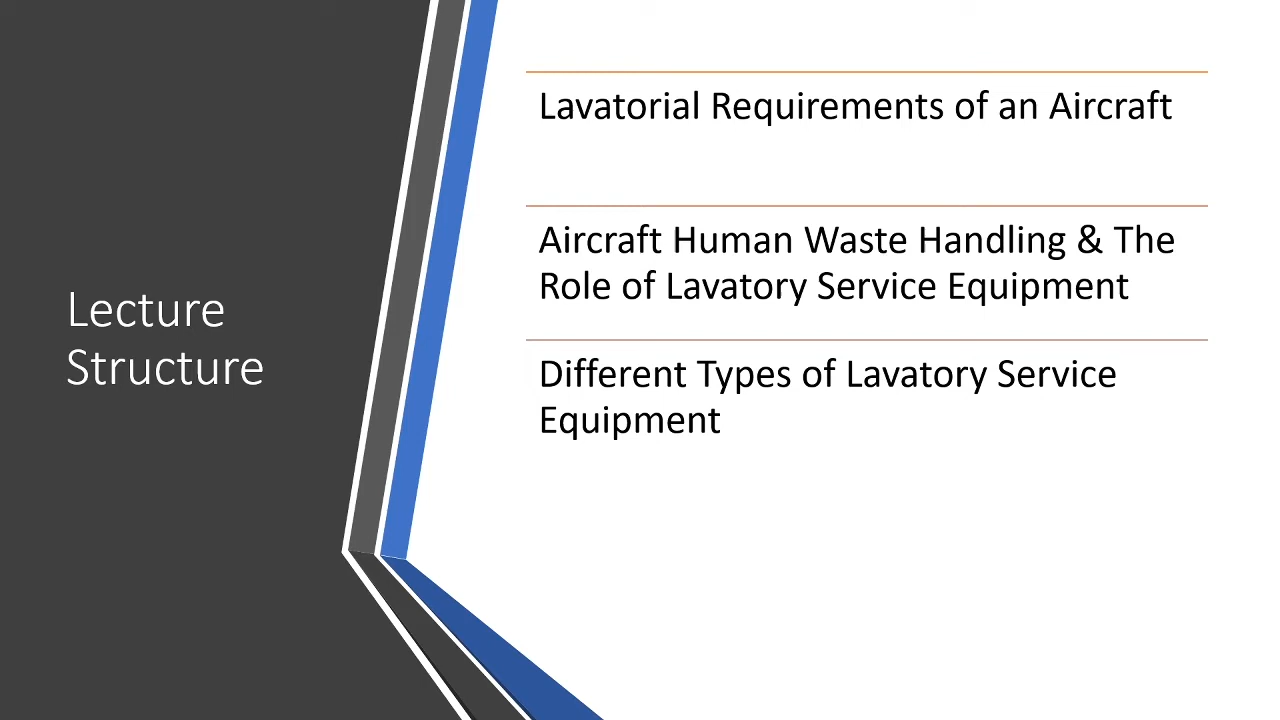 Lecture
Structure
Lavatorial Requirements of an Aircraft
Aircraft Human Waste Handling & The
Role of Lavatory Service Equipment
Different Types of Lavatory Service
Equipment